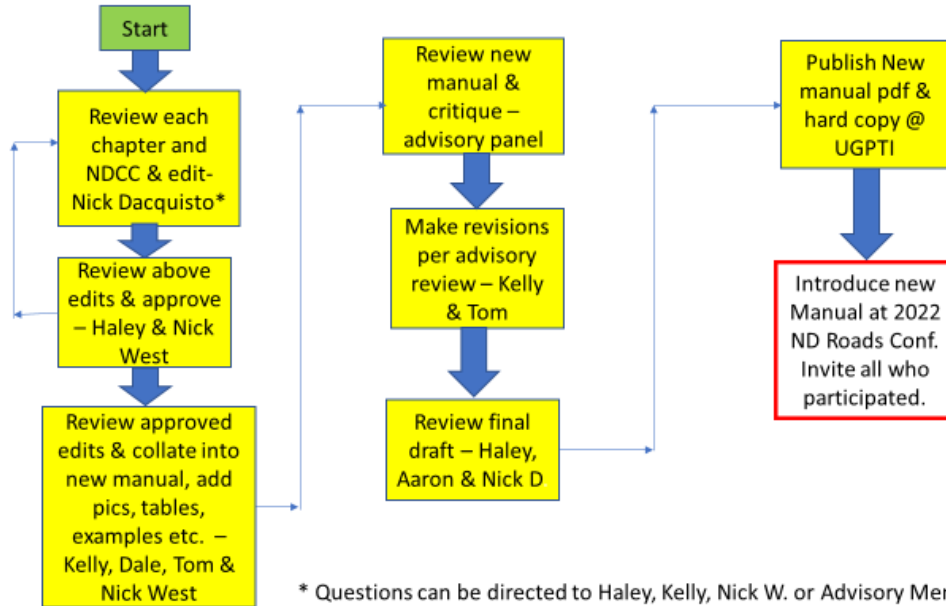 Start
Review each
chapter and
NDCC & edit-
Nick Dacquisto*
Review above
edits & approve
– Haley & Nick
West
Review approved
edits & collate into
new manual, add
pics, tables,
examples etc. –
Kelly, Dale, Tom &
Nick West
Review new
manual &
critique –
advisory panel
Make revisions
per advisory
review – Kelly
& Tom
Review final
draft – Haley,
Aaron & Nick D
Publish New
manual pdf &
hard copy @
UGPTI
Introduce new
Manual at 2022
ND Roads Conf.
Invite all who
participated.
* Questions can be directed to Haley, Kelly, Nick W. or Advisory